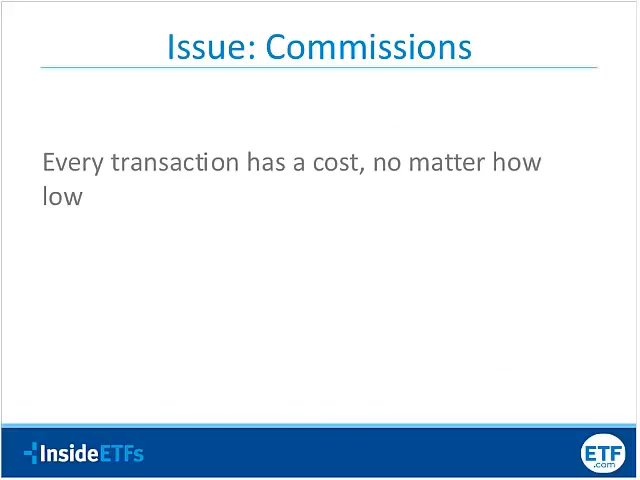 Issue: Commissions
Every transaction has a cost, no matter how
low
InsideETFs
ETF
.com